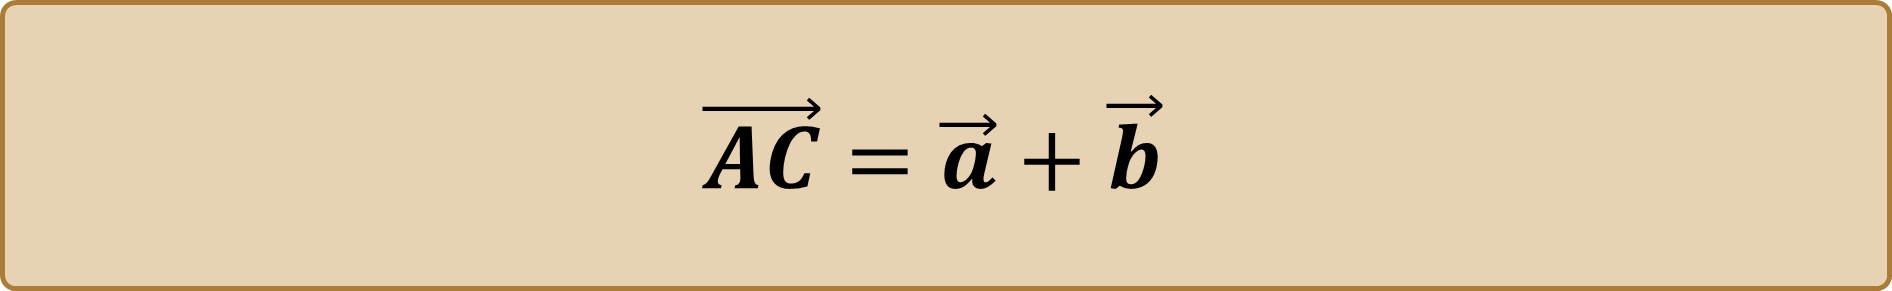 $\overrightarrow{AC} = \vec{a} + \vec{b}$